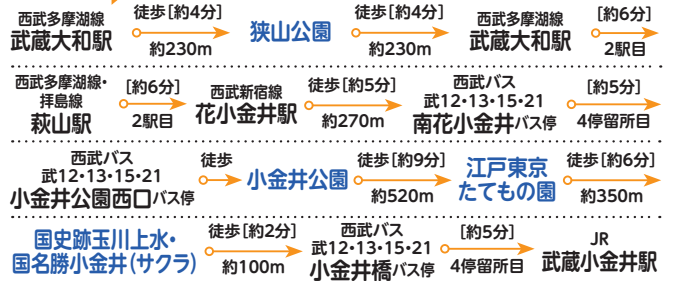 西武多摩湖線
武蔵大和駅
徒歩[約4分]
約230m
狭山公園
徒歩[約4分]
約230m
西武多摩湖線
武蔵大和駅
[約6分]
2駅目
西武多摩湖線・
拝島線
萩山駅
[約6分]
2駅目
西武新宿線
花小金井駅
徒歩[約5分]
約270m
西武バス
武12・13・15・21
南花小金井バス停
[約5分]
4停留所目
西武バス
武12・13・15・21
小金井公園西口バス停
徒歩
小金井公園
徒歩[約9分]
約520m
江戸東京
たてもの園
徒歩[約6分]
約350m
国史跡玉川上水・
国名勝小金井(サクラ)
徒歩[約2分]
約100m
西武バス
武12・13・15・21
小金井橋バス停
[約5分]
4停留所目
JR
武蔵小金井駅